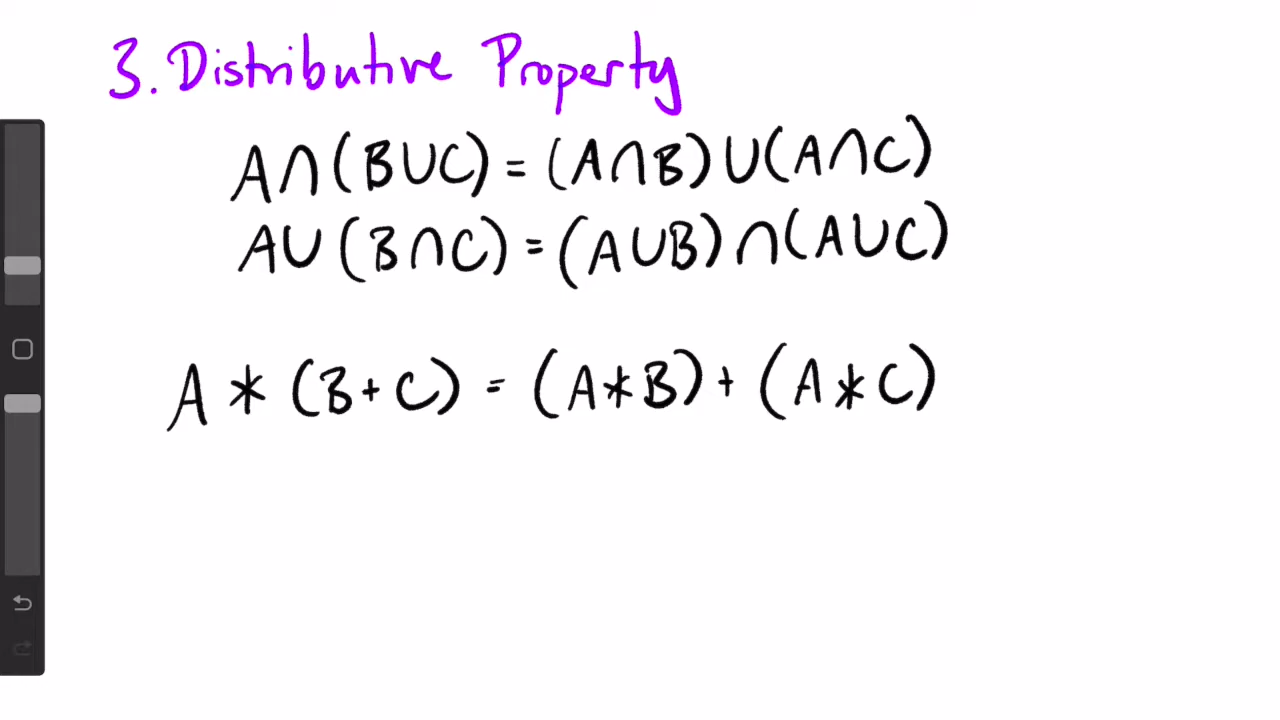 3. Distributive Property
A∩(B∪C) = (A∩B)∪(A∩C)
A∪(B∩C) = (A∪B)∩(A∪C)
A * (B+C) = (A*B) + (A*C)